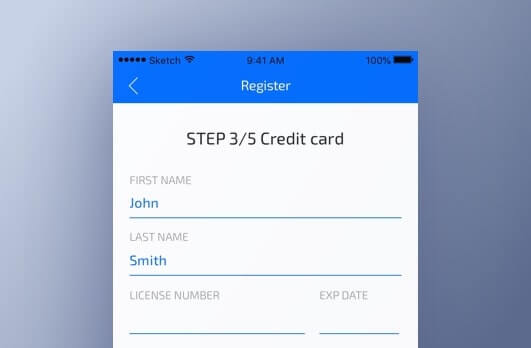 Sketch 9:41 AM 100%
Register
STEP 3/5 Credit card
FIRST NAME
John
LAST NAME
Smith
LICENSE NUMBER EXP DATE